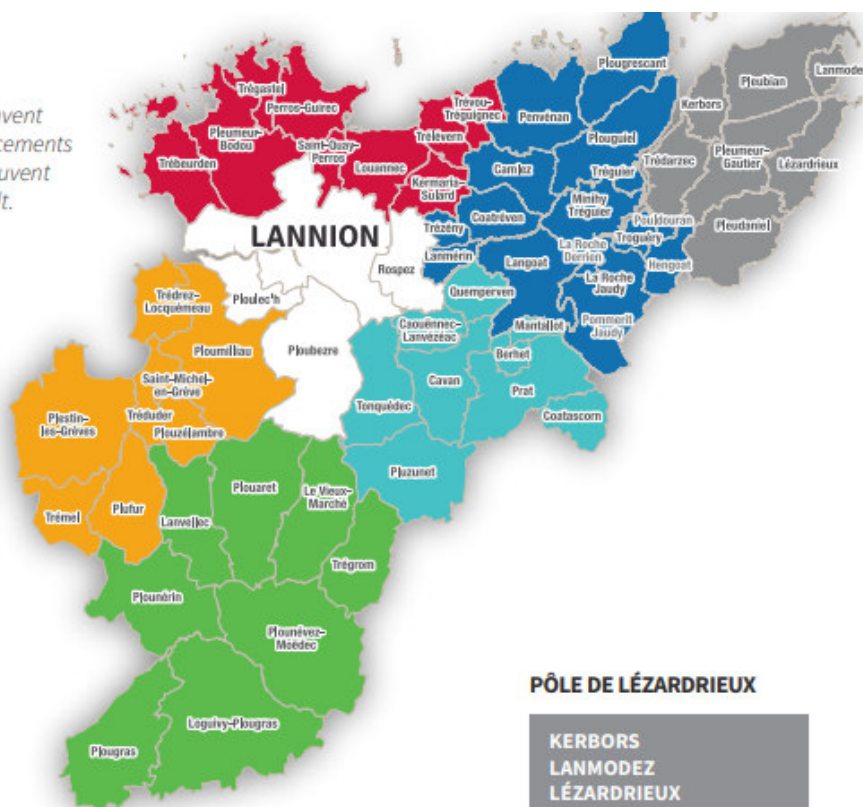 uvent
cements
uvent
lt.
Plougrescant
Trégastel
Perros-Guirec
Pleumeur-
Bodou
Trébeurden
Saint-Quay-
Perros
Louannec
Trévou-
Tréguignec
Trélévern
Kermaria-
Sulard
Penvénan
Plouguiel
Camlez
Tréguier
Minihy
Tréguier
Coatréven
Trézény
Lanmérin
Langoat
La Roche
Derrien
Pouldouran
Troguéry
Hengoat
La Roche
Jaudy
Pommerit
Jaudy
Kerbors
Pleubian
Lanmodez
Trédarzec
Pleumeur-
Gautier
Lézardrieux
Pleudaniel
LANNION
Rospez
Ploulec'h
Ploubezre
Quemperven
Caouënnec-
Lanvézéac
Mantallot
Berhet
Cavan
Prat
Tonquédec
Coatascorn
Pluzunet
Trédrez-
Locquémeau
Ploumilliau
Saint-Michel-
en-Grève
Plestin-
les-Grèves
Tréduder
Plouzélambre
Trémel
Plufur
Lanvellec
Plouaret
Le Vieux-
Marché
Trégrom
Plounérin
Plounévez-
Moëdec
Loguivy-Plougras
Plougras
PÔLE DE LÉZARDRIEUX
KERBORS
LANMODEZ
LÉZARDRIEUX